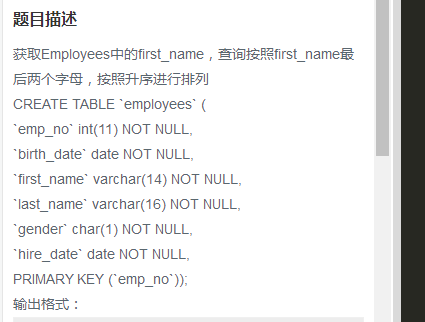 题目描述
获取Employees中的first_name，查询按照first_name最
后两个字母，按照升序进行排列
CREATE TABLE `employees` (
`emp_no` int(11) NOT NULL,
`birth_date` date NOT NULL,
`first_name` varchar(14) NOT NULL,
`last_name` varchar(16) NOT NULL,
`gender` char(1) NOT NULL,
`hire_date` date NOT NULL,
PRIMARY KEY (`emp_no`));
输出格式：